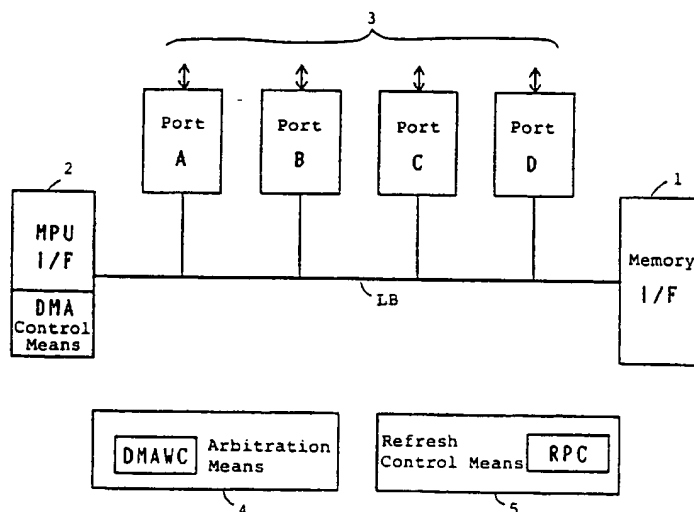 3
Port
A
Port
B
Port
C
Port
D
2
MPU
I/F
DMA
Control
Means
1
Memory
I/F
LB
DMAWC
Arbitration
Means
Refresh
Control Means
RPC
4
5